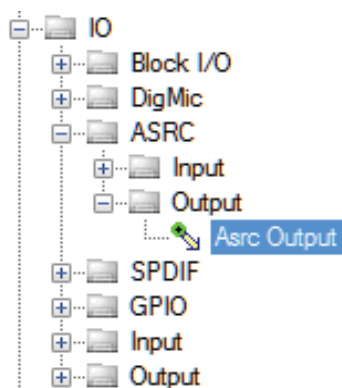 IO
Block I/O
DigMic
ASRC
Input
Output
Asrc Output
SPDIF
GPIO
Input
Output